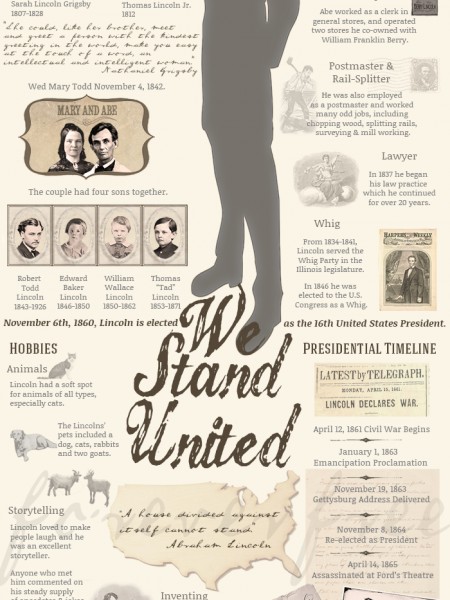 Sarah Lincoln Grigsby
1807-1828
Thomas Lincoln Jr.
1812
"She could, like her brother, meet
and greet a person with the kindest
greeting in the world, make you easy
at the touch of a word, an
intellectual and intelligent woman."
Nathaniel Grigsby
Wed Mary Todd November 4, 1842.
MARY AND ABE
The couple had four sons together.
Robert
Todd
Lincoln
1843-1926
Edward
Baker
Lincoln
1846-1850
William
Wallace
Lincoln
1850-1862
Thomas
"Tad"
Lincoln
1853-1871
Abe worked as a clerk in
general stores, and operated
two stores he co-owned with
William Franklin Berry.
Postmaster &
Rail-Splitter
He was also employed
as a postmaster and worked
many odd jobs, including
chopping wood, splitting rails,
surveying & mill working.
Lawyer
In 1837 he began
his law practice
which he continued
for over 20 years.
Whig
From 1834-1841,
Lincoln served the
Whig Party in the
Illinois legislature.
In 1846 he was
elected to the U.S.
Congress as a Whig.
HARPER'S WEEKLY
November 6th, 1860, Lincoln is elected
as the 16th United States President.
We
Stand
United
HOBBIES
Animals
Lincoln had a soft spot
for animals of all types,
especially cats.
The Lincolns'
pets included a
dog, cats, rabbits
and two goats.
Storytelling
Lincoln loved to make
people laugh and he
was an excellent
storyteller.
Anyone who met
him commented on
his steady supply
"A house divided against
itself cannot stand."
Abraham Lincoln
Inventing
PRESIDENTIAL TIMELINE
LATEST by TELEGRAPH.
MONDAY, APRIL 15, 1861.
LINCOLN DECLARES WAR.
April 12, 1861 Civil War Begins
January 1, 1863
Emancipation Proclamation
November 19, 1863
Gettysburg Address Delivered
November 8, 1864
Re-elected as President
April 14, 1865
Assassinated at Ford's Theatre